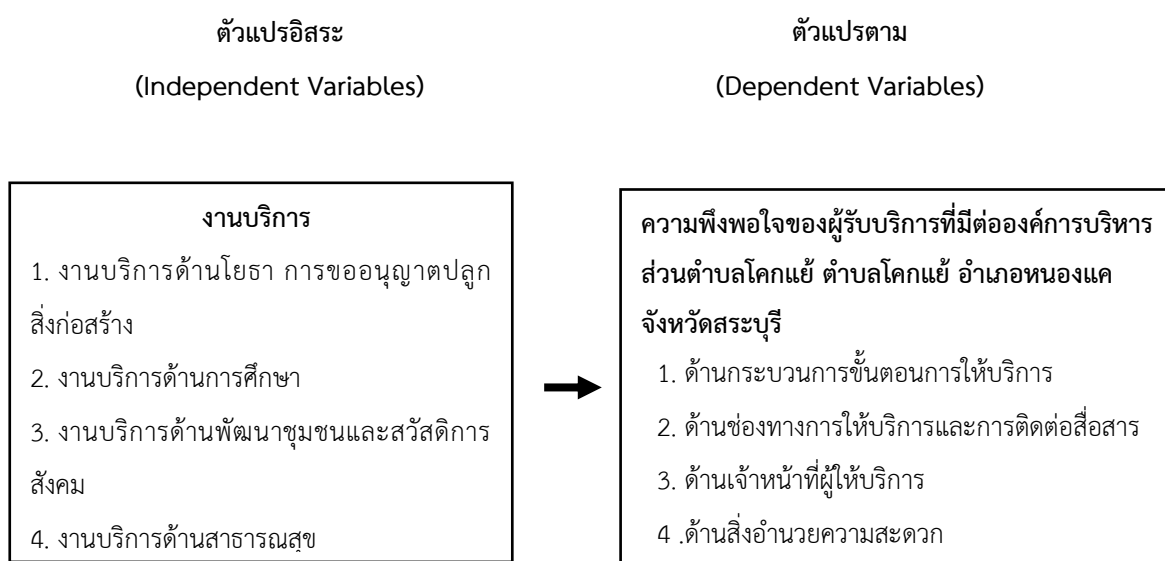 ตัวแปรอิสระ
(Independent Variables)
ตัวแปรตาม
(Dependent Variables)
งานบริการ
1. งานบริการด้านโยธา การขออนุญาตปลูก
สิ่งก่อสร้าง
2. งานบริการด้านการศึกษา
3. งานบริการด้านพัฒนาชุมชนและสวัสดิการ
สังคม
4. งานบริการด้านสาธารณสุข
ความพึงพอใจของผู้รับบริการที่มีต่อองค์การบริหาร
ส่วนตำบลโคกแย้ ตำบลโคกแย้ อำเภอหนองแค
จังหวัดสระบุรี
1. ด้านกระบวนการขั้นตอนการให้บริการ
2. ด้านช่องทางการให้บริการและการติดต่อสื่อสาร
3. ด้านเจ้าหน้าที่ผู้ให้บริการ
4 .ด้านสิ่งอำนวยความสะดวก